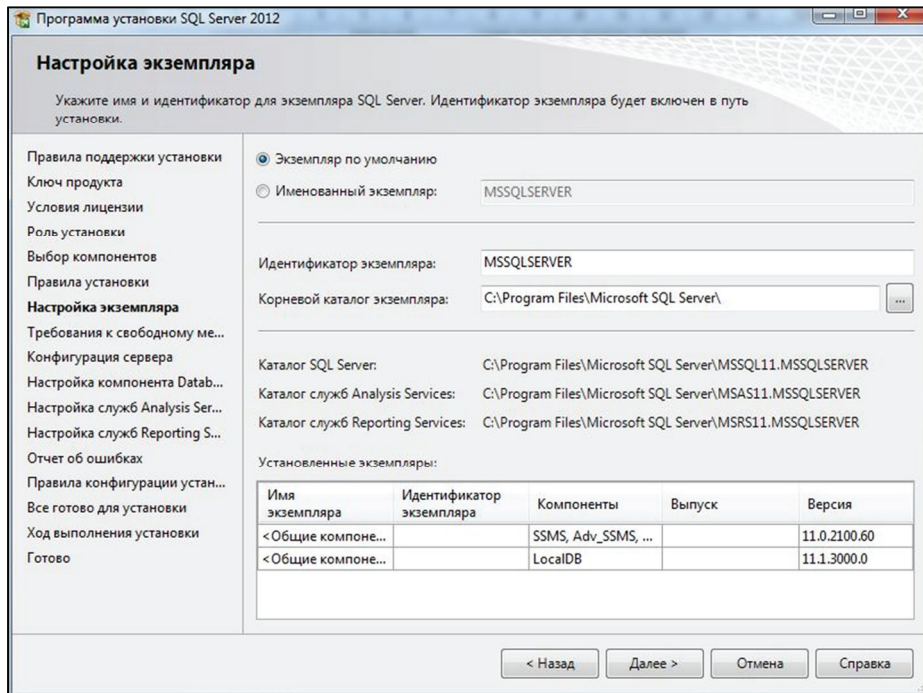 Программа установки SQL Server 2012
Настройка экземпляра
Укажите имя и идентификатор для экземпляра SQL Server. Идентификатор экземпляра будет включен в путь
установки.
Правила поддержки установки
Ключ продукта
Условия лицензии
Роль установки
Выбор компонентов
Правила установки
Настройка экземпляра
Требования к свободному ме...
Конфигурация сервера
Настройка компонента Datab...
Настройка служб Analysis Ser...
Настройка служб Reporting S...
Отчет об ошибках
Правила конфигурации устан...
Все готово для установки
Ход выполнения установки
Готово
Экземпляр по умолчанию
Именованный экземпляр: MSSQLSERVER
Идентификатор экземпляра: MSSQLSERVER
Корневой каталог экземпляра: C:\Program Files\Microsoft SQL Server\ ...
Каталог SQL Server: C:\Program Files\Microsoft SQL Server\MSSQL11.MSSQLSERVER
Каталог служб Analysis Services: C:\Program Files\Microsoft SQL Server\MSAS11.MSSQLSERVER
Каталог служб Reporting Services: C:\Program Files\Microsoft SQL Server\MSRS11.MSSQLSERVER
Установленные экземпляры:
Имя экземпляра Идентификатор экземпляра Компоненты Выпуск Версия
<Общие компоне... SSMS, Adv_SSMS, ... 11.0.2100.60
<Общие компоне... LocalDB 11.1.3000.0
< Назад Далее > Отмена Справка